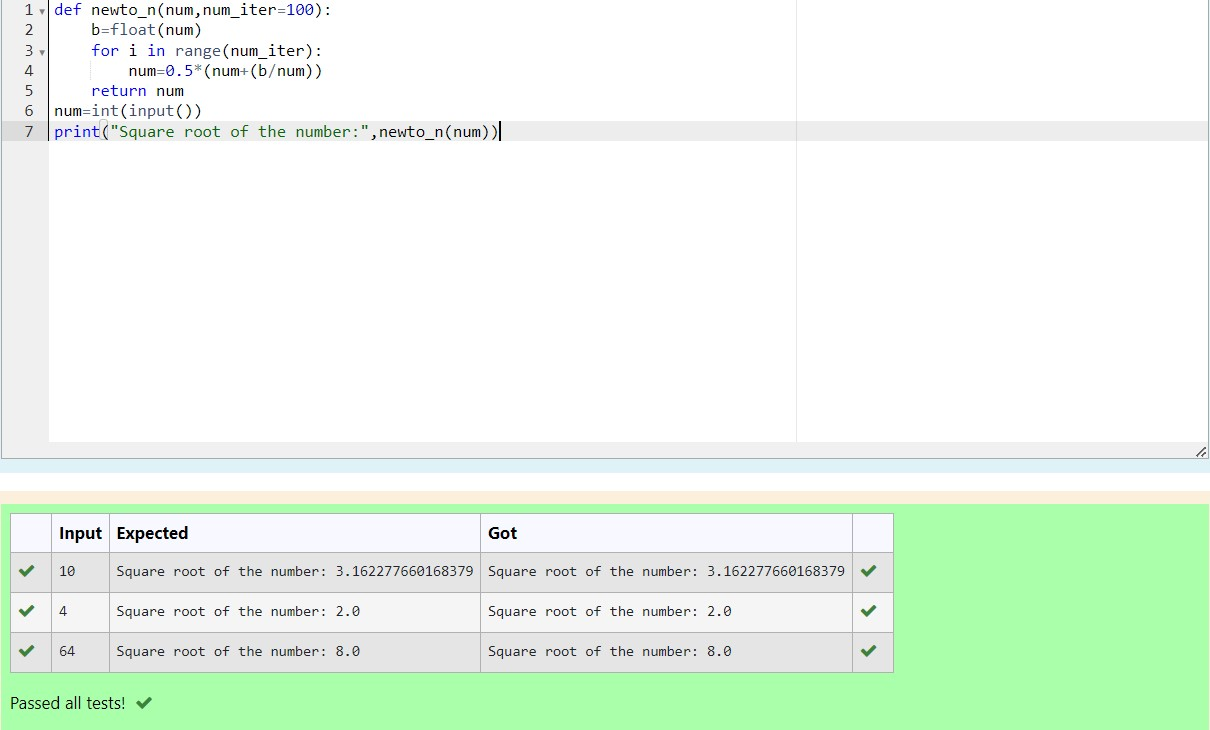 1 def newto_n(num,num_iter=100):
2     b=float(num)
3     for i in range(num_iter):
4         num=0.5*(num+(b/num))
5     return num
6 num=int(input())
7 print("Square root of the number:",newto_n(num))
Input Expected Got
10 Square root of the number: 3.162277660168379 Square root of the number: 3.162277660168379
4 Square root of the number: 2.0 Square root of the number: 2.0
64 Square root of the number: 8.0 Square root of the number: 8.0
Passed all tests!